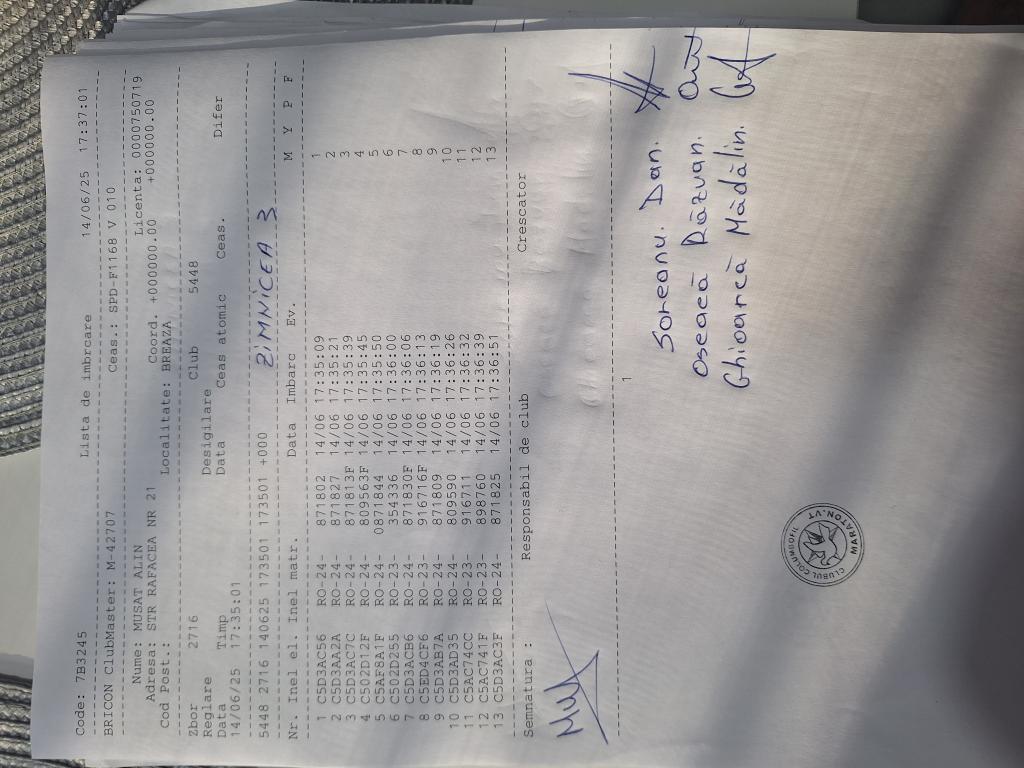 Code: 7B3245 Lista de imbrcare 14/06/25 17:37:01
BRICON ClubMaster: M-42707 Ceas.: SPD-F1168 V 010
Nume: MUSAT ALIN Licenta: 0000750719
Adresa: STR RAFACEA NR 21 Coord. +000000.00 +000000.00
Cod Post.: Localitate: BREAZA
Zbor 2716 Club 5448
Reglare Desigilare
Data Timp Data Ceas atomic Ceas. Difer
14/06/25 17:35:01
5448 2716 140625 173501 173501 +000 ZIMNICEA 3
Nr. Inel el. Inel matr. Data Imbarc Ev. M Y P F
1 C5D3AC56 RO-24- 871802 14/06 17:35:09 1
2 C5D3AA2A RO-24- 871827 14/06 17:35:21 2
3 C5D3AC7C RO-24- 871813F 14/06 17:35:39 3
4 C502D12F RO-24- 809563F 14/06 17:35:45 4
5 C5AF8A1F RO-24- 0871844 14/06 17:35:50 5
6 C502D255 RO-23- 354336 14/06 17:36:00 6
7 C5D3ACB6 RO-24- 871830F 14/06 17:36:06 7
8 C5ED4CF6 RO-23- 916716F 14/06 17:36:13 8
9 C5D3AB7A RO-24- 871809 14/06 17:36:19 9
10 C5D3AD35 RO-24- 809590 14/06 17:36:26 10
11 C5AC74CC RO-23- 916711 14/06 17:36:32 11
12 C5AC741F RO-23- 898760 14/06 17:36:39 12
13 C5D3AC3F RO-24- 871825 14/06 17:36:51 13
Semnatura : Responsabil de club Crescator
1
Soreanu. Dan.
Oseacă Răzvan.
Ghioarcă Mădălin.
CLUBUL COLUMBOFIL
MARATON.VT